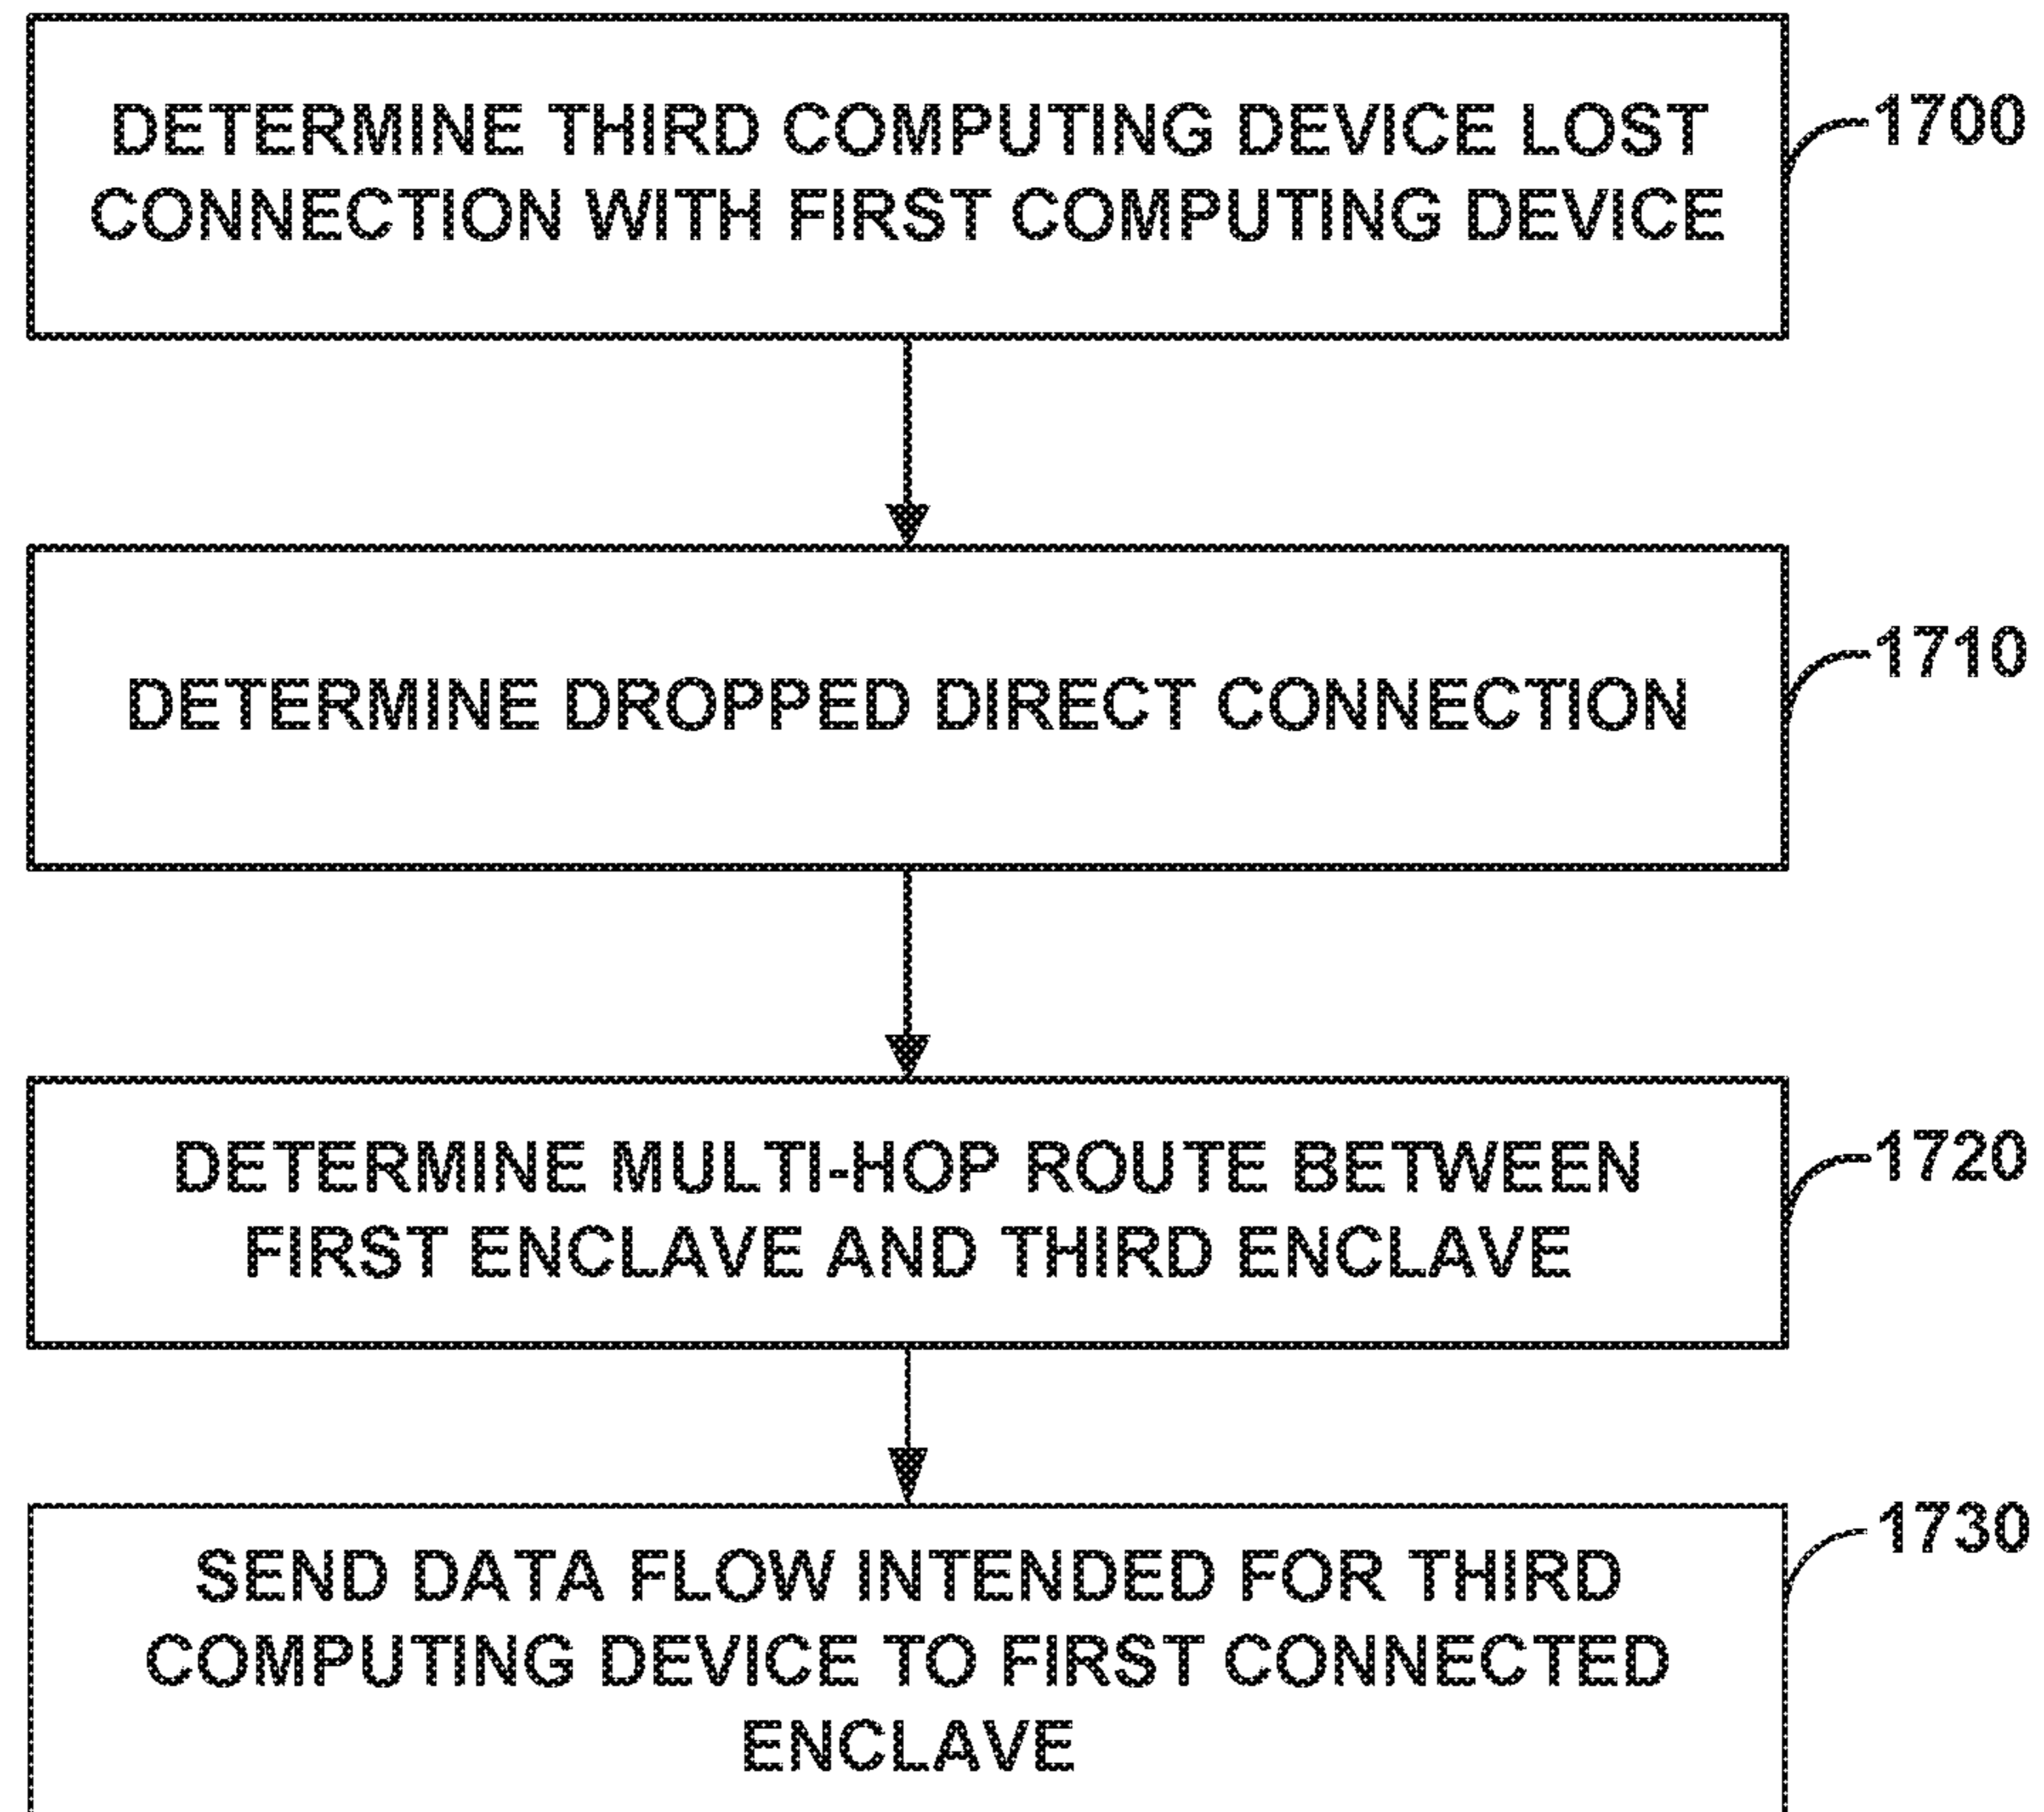 DETERMINE THIRD COMPUTING DEVICE LOST
CONNECTION WITH FIRST COMPUTING DEVICE
1700
DETERMINE DROPPED DIRECT CONNECTION
1710
DETERMINE MULTI-HOP ROUTE BETWEEN
FIRST ENCLAVE AND THIRD ENCLAVE
1720
SEND DATA FLOW INTENDED FOR THIRD
COMPUTING DEVICE TO FIRST CONNECTED
ENCLAVE
1730